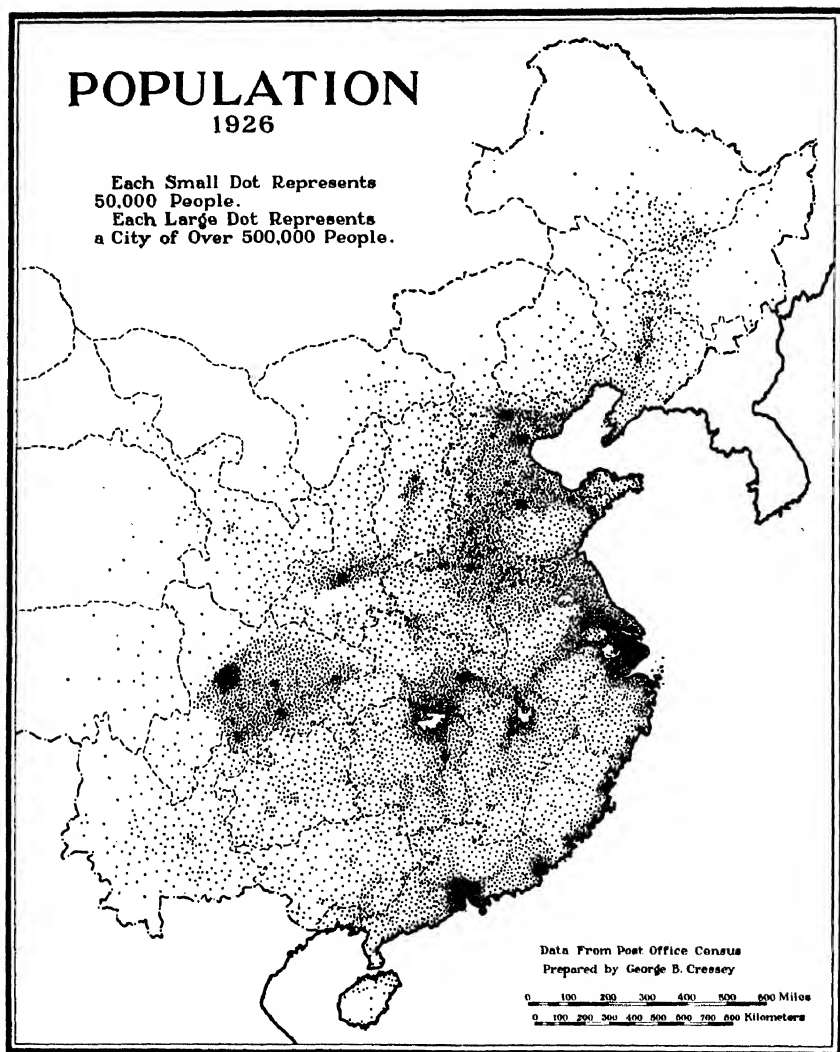 POPULATION
1926
Each Small Dot Represents
50,000 People.
Each Large Dot Represents
a City of Over 500,000 People.
Data From Post Office Census
Prepared by George B. Cressey
0 100 200 300 400 500 600 Miles
0 100 200 300 400 500 600 700 800 Kilometers